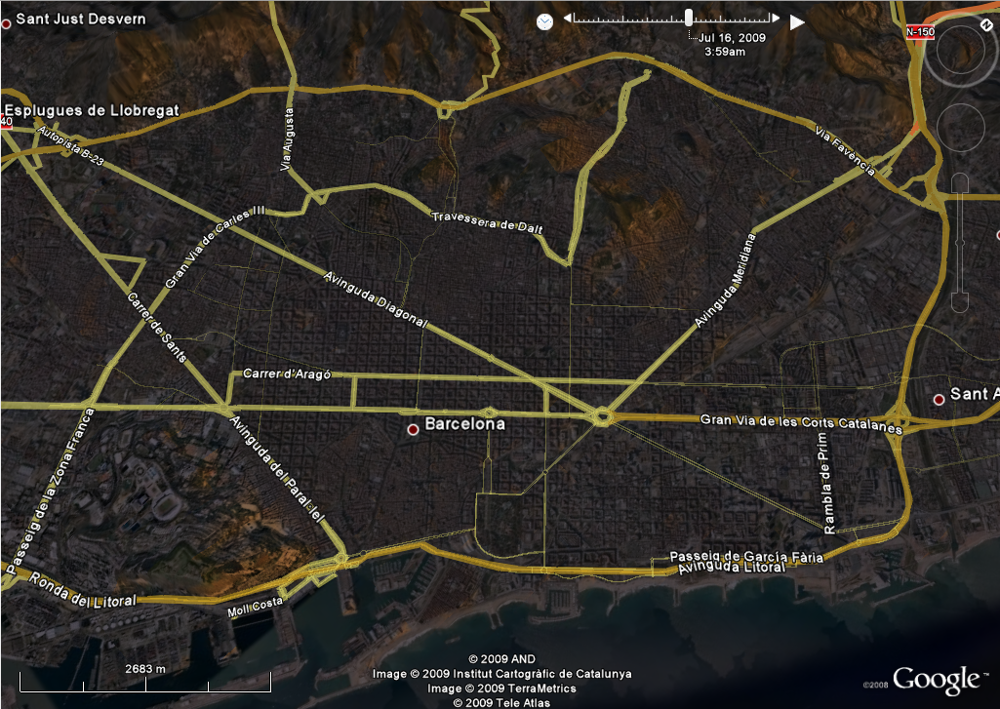 Sant Just Desvern
Jul 16, 2009
3:59am
N-150
N
Esplugues de Llobregat
40
Autopista B-23
Via Augusta
Via Favència
Gran Via de Carles III
Travessera de Dalt
Avinguda Meridiana
Avinguda Diagonal
Carrer de Sants
Carrer d'Aragó
Sant A
Barcelona
Gran Via de les Corts Catalanes
Passeig de la Zona Franca
Avinguda del Paral·lel
Rambla de Prim
Passeig de García Fària
Avinguda Litoral
Ronda del Litoral
Moll Costa
2683 m
© 2009 AND
Image © 2009 Institut Cartogràfic de Catalunya
Image © 2009 TerraMetrics
© 2009 Tele Atlas
©2008 Google™